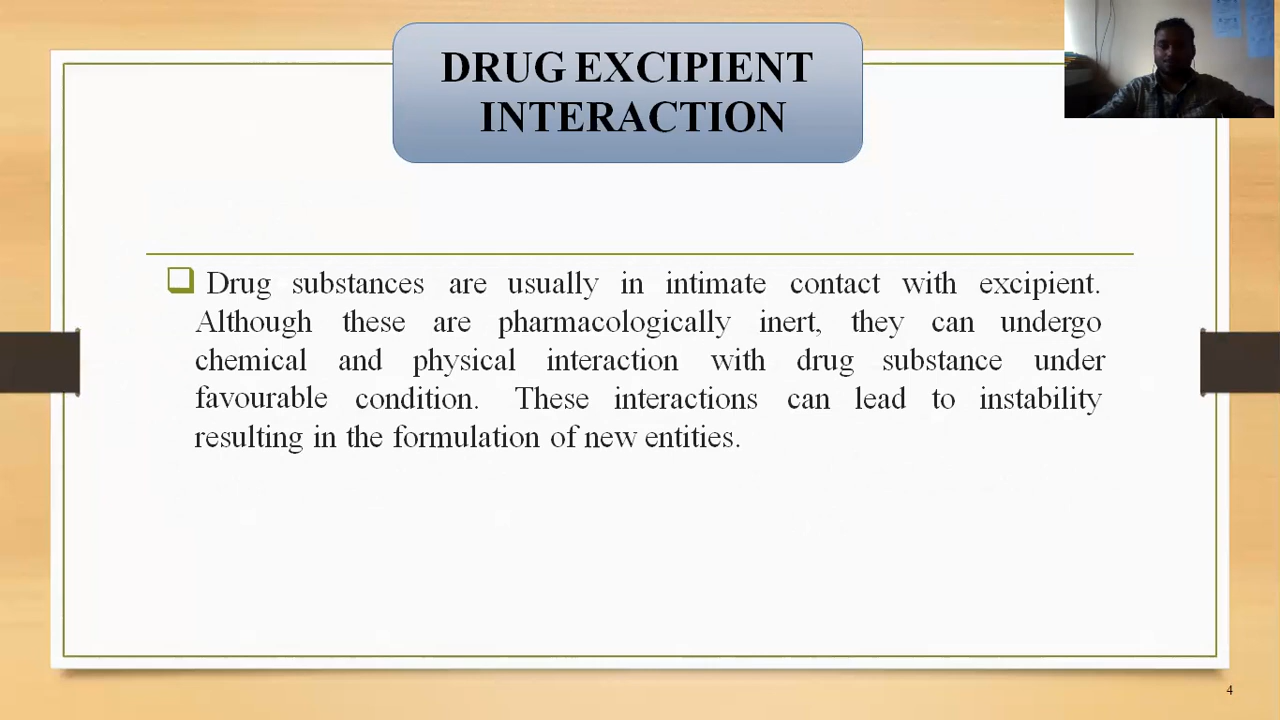 DRUG EXCIPIENT
INTERACTION
Drug substances are usually in intimate contact with excipient.
Although these are pharmacologically inert, they can undergo
chemical and physical interaction with drug substance under
favourable condition. These interactions can lead to instability
resulting in the formulation of new entities.
4